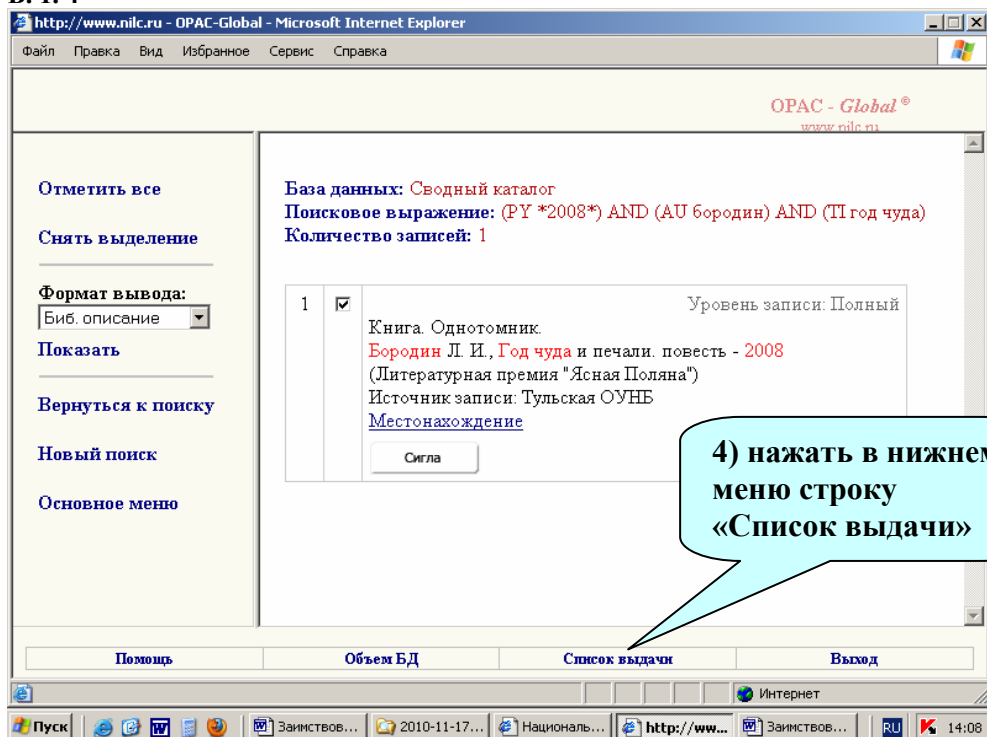 http://www.nilc.ru - OPAC-Global - Microsoft Internet Explorer
Файл Правка Вид Избранное Сервис Справка
OPAC - Global ®
www.nilc.ru
Отметить все
Снять выделение
Формат вывода:
Биб. описание
Показать
Вернуться к поиску
Новый поиск
Основное меню
База данных: Сводный каталог
Поисковое выражение: (PY *2008*) AND (AU бородин) AND (TI год чуда)
Количество записей: 1
1
Уровень записи: Полный
Книга. Однотомник.
Бородин Л. И., Год чуда и печали. повесть - 2008
(Литературная премия "Ясная Поляна")
Источник записи: Тульская ОУНБ
Местонахождение
Сигла
4) нажать в нижнем
меню строку
«Список выдачи»
Помощь Объем БД Список выдачи Выход
Интернет
Пуск Заимствов... 2010-11-17... Националь... http://ww... Заимствов... RU 14:08